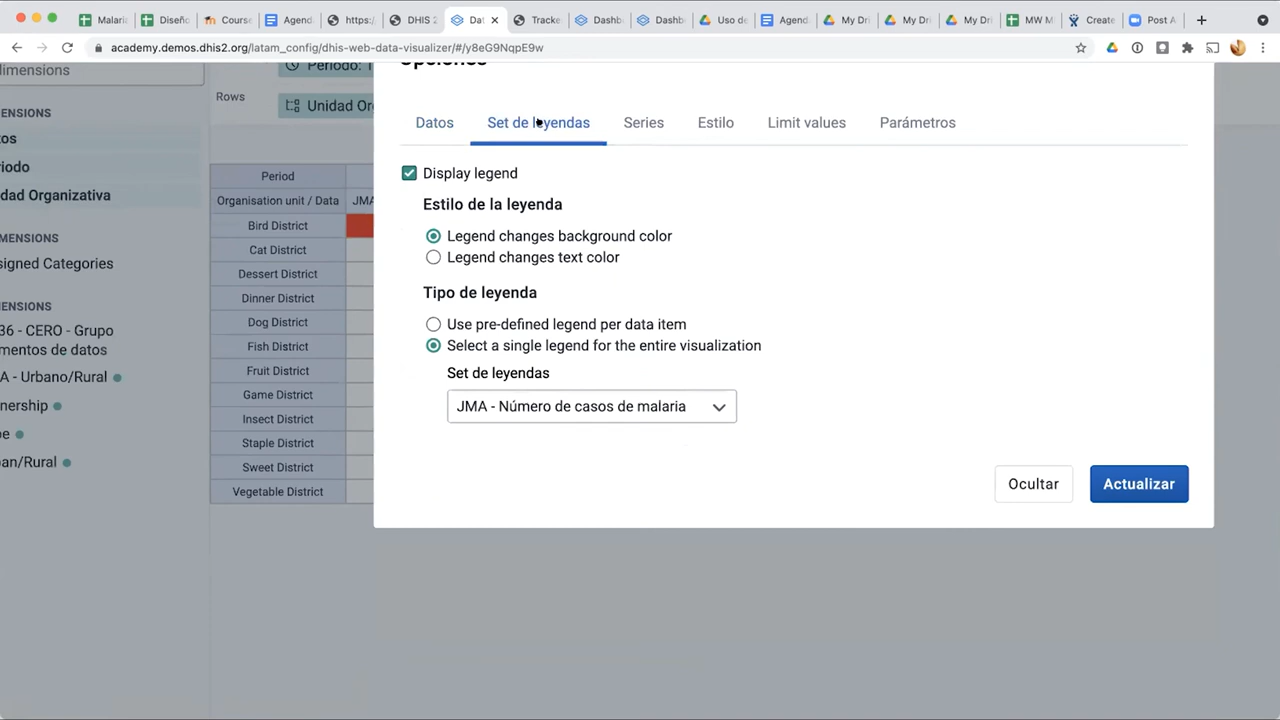 Malaria
Diseño
Course
Agend
https:
DHIS 2
Dat
Tracke
Dashb
Dashb
Uso de
Agend
My Dri
My Dri
My Dri
MW M
Create
Post A
academy.demos.dhis2.org/latam_config/dhis-web-data-visualizer/#/y8eG9NqpE9w
dimensions
ENSIONS
os
riodo
dad Organizativa
MENSIONS
signed Categories
ENSIONS
36 - CERO - Grupo
mentos de datos
A - Urbano/Rural
nership
pe
an/Rural
Periodo: T
Rows
Unidad Or
Period
Organisation unit / Data
JMA
Bird District
Cat District
Dessert District
Dinner District
Dog District
Fish District
Fruit District
Game District
Insect District
Staple District
Sweet District
Vegetable District
Opciones
Datos
Set de leyendas
Series
Estilo
Limit values
Parámetros
Display legend
Estilo de la leyenda
Legend changes background color
Legend changes text color
Tipo de leyenda
Use pre-defined legend per data item
Select a single legend for the entire visualization
Set de leyendas
JMA - Número de casos de malaria
Ocultar
Actualizar